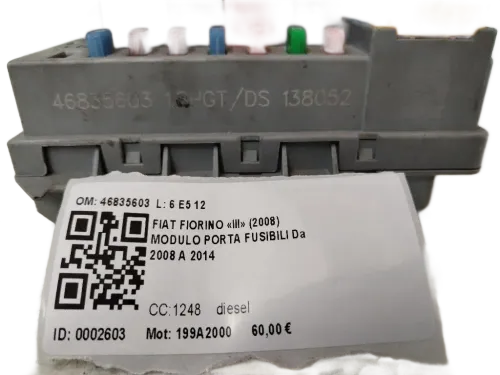 46835603 GT/DS 138052
OM: 46835603 L: 6 E5 12
FIAT FIORINO «III» (2008)
MODULO PORTA FUSIBILI Da
2008 A 2014
CC:1248 diesel
ID: 0002603 Mot: 199A2000 60,00 €